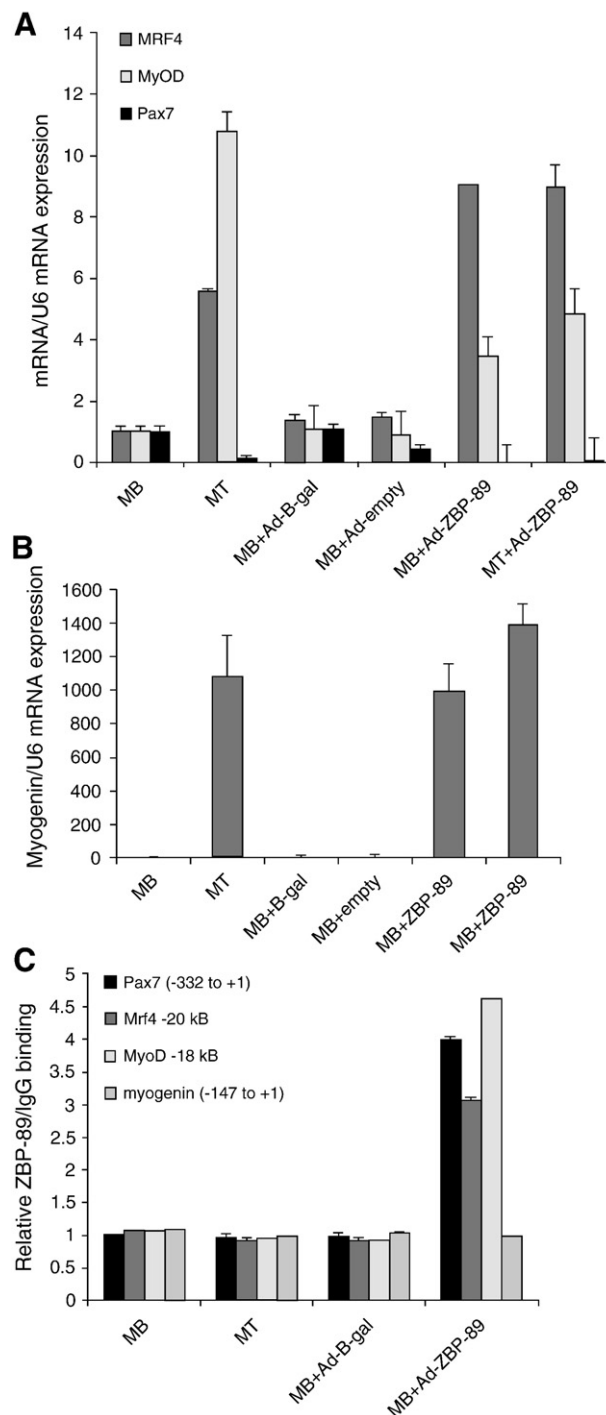 A
14
MRF4
MyOD
12
Pax7
10
8
6
4
2
0
mRNA/U6 mRNA expression
MB
MT
MB+Ad-B-gal
MB+Ad-empty
MB+Ad-ZBP-89
MT+Ad-ZBP-89
B
1600
1400
1200
1000
800
600
400
200
0
Myogenin/U6 mRNA expression
MB
MT
MB+B-gal
MB+empty
MB+ZBP-89
MB+ZBP-89
C
5
Pax7 (-332 to +1)
4.5
Mrf4 -20 kB
4
MyoD -18 kB
3.5
myogenin (-147 to +1)
3
2.5
2
1.5
1
0.5
0
Relative ZBP-89/IgG binding
MB
MT
MB+Ad-B-gal
MB+Ad-ZBP-89